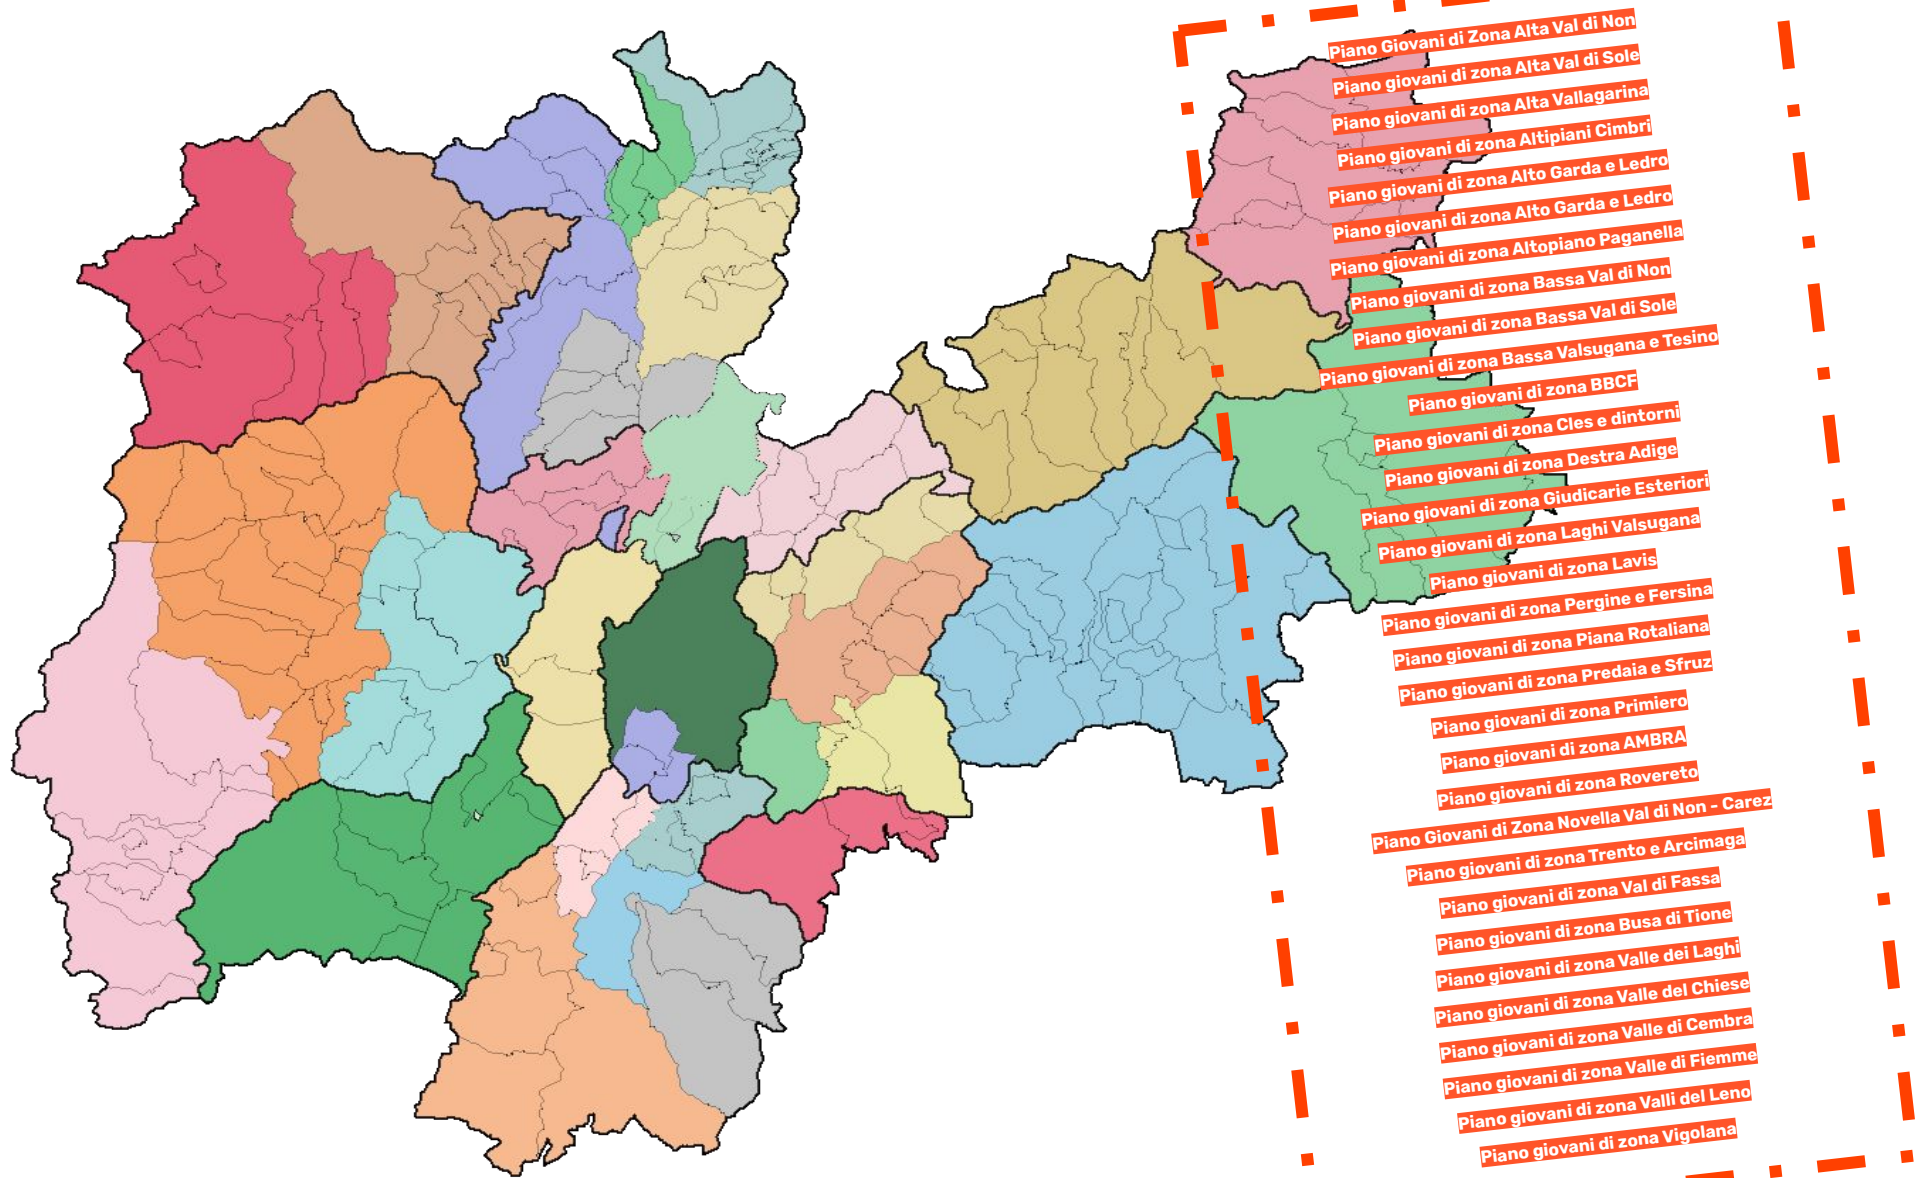 Piano Giovani di Zona Alta Val di Non
Piano giovani di zona Alta Val di Sole
Piano giovani di zona Alta Vallagarina
Piano giovani di zona Altipiani Cimbri
Piano giovani di zona Alto Garda e Ledro
Piano giovani di zona Alto Garda e Ledro
Piano giovani di zona Altopiano Paganella
Piano giovani di zona Bassa Val di Non
Piano giovani di zona Bassa Val di Sole
Piano giovani di zona Bassa Valsugana e Tesino
Piano giovani di zona BBCF
Piano giovani di zona Cles e dintorni
Piano giovani di zona Destra Adige
Piano giovani di zona Giudicarie Esteriori
Piano giovani di zona Laghi Valsugana
Piano giovani di zona Lavis
Piano giovani di zona Pergine e Fersina
Piano giovani di zona Piana Rotaliana
Piano giovani di zona Predaia e Sfruz
Piano giovani di zona Primiero
Piano giovani di zona AMBRA
Piano giovani di zona Rovereto
Piano Giovani di Zona Novella Val di Non - Carez
Piano giovani di zona Trento e Arcimaga
Piano giovani di zona Val di Fassa
Piano giovani di zona Busa di Tione
Piano giovani di zona Valle dei Laghi
Piano giovani di zona Valle del Chiese
Piano giovani di zona Valle di Cembra
Piano giovani di zona Valle di Fiemme
Piano giovani di zona Valli del Leno
Piano giovani di zona Vigolana